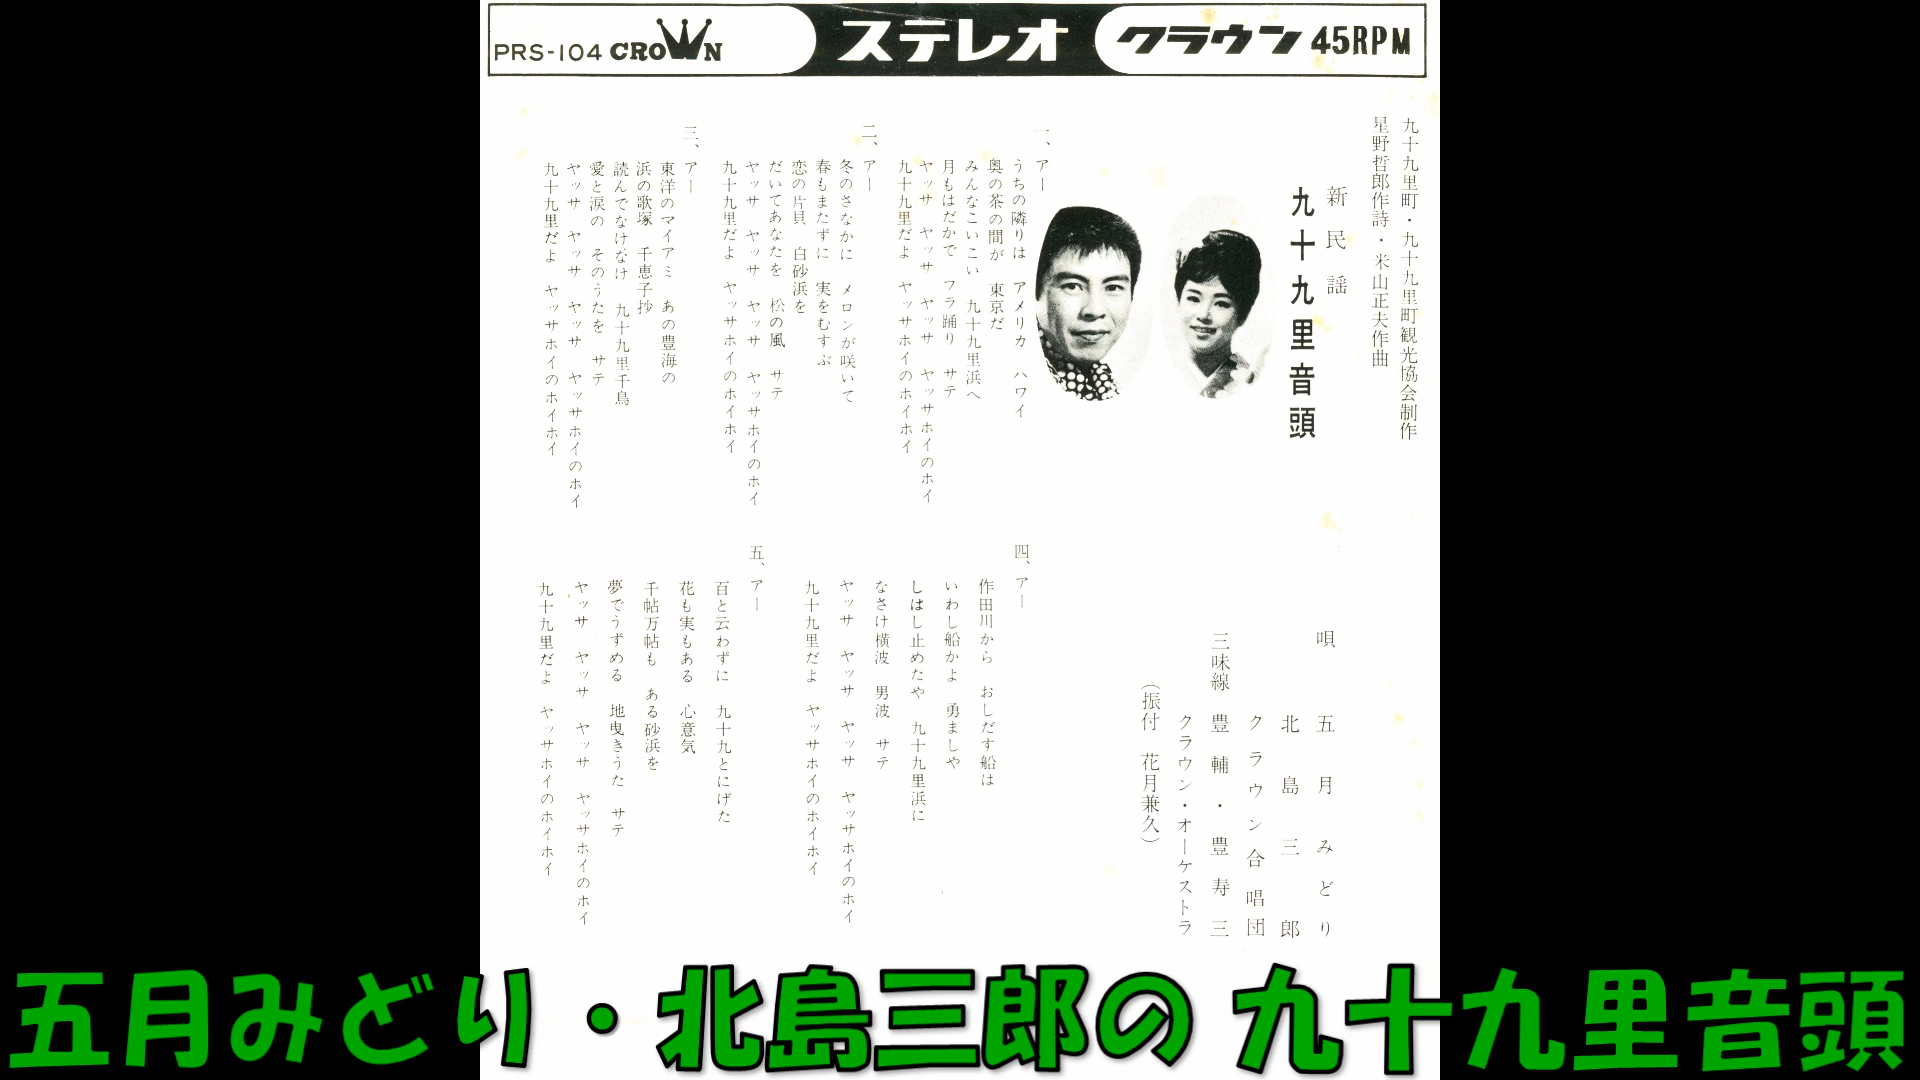 PRS-104 CROWN ステレオ クラウン 45RPM
九十九里町・九十九里町観光協会制作
星野哲郎作詩・米山正夫作曲
新民謡
九十九里音頭
唄 五月みどり
北島三郎
クラウン合唱団
三味線 豊輔・豊寿三
クラウン・オーケストラ
(振付 花月兼久)
一、アー
うちの隣りは アメリカ ハワイ
奥の茶の間が 東京だ
みんなこいこい 九十九里浜へ
月もはだかで フラ踊り サテ
ヤッサ ヤッサ ヤッサ ヤッサホイのホイ
九十九里だよ ヤッサホイのホイホイ
二、アー
冬のさなかに メロンが咲いて
春もまたずに 実をむすぶ
恋の片貝 白砂浜を
だいてあなたを 松の風 サテ
ヤッサ ヤッサ ヤッサ ヤッサホイのホイ
九十九里だよ ヤッサホイのホイホイ
三、アー
東洋のマイアミ あの豊海の
浜の歌塚 千恵子抄
読んでなけなけ 九十九里千鳥
愛と涙の そのうたを サテ
ヤッサ ヤッサ ヤッサ ヤッサホイのホイ
九十九里だよ ヤッサホイのホイホイ
四、アー
作田川から おしだす船は
いわし船かよ 勇ましや
しばし止めたや 九十九里浜に
なさけ横波 男波 サテ
ヤッサ ヤッサ ヤッサ ヤッサホイのホイ
九十九里だよ ヤッサホイのホイホイ
五、アー
百と云わずに 九十九とにげた
花も実もある 心意気
千帖万帖も ある砂浜を
夢でうずめる 地曳きうた サテ
ヤッサ ヤッサ ヤッサ ヤッサホイのホイ
九十九里だよ ヤッサホイのホイホイ
五月みどり・北島三郎の 九十九里音頭